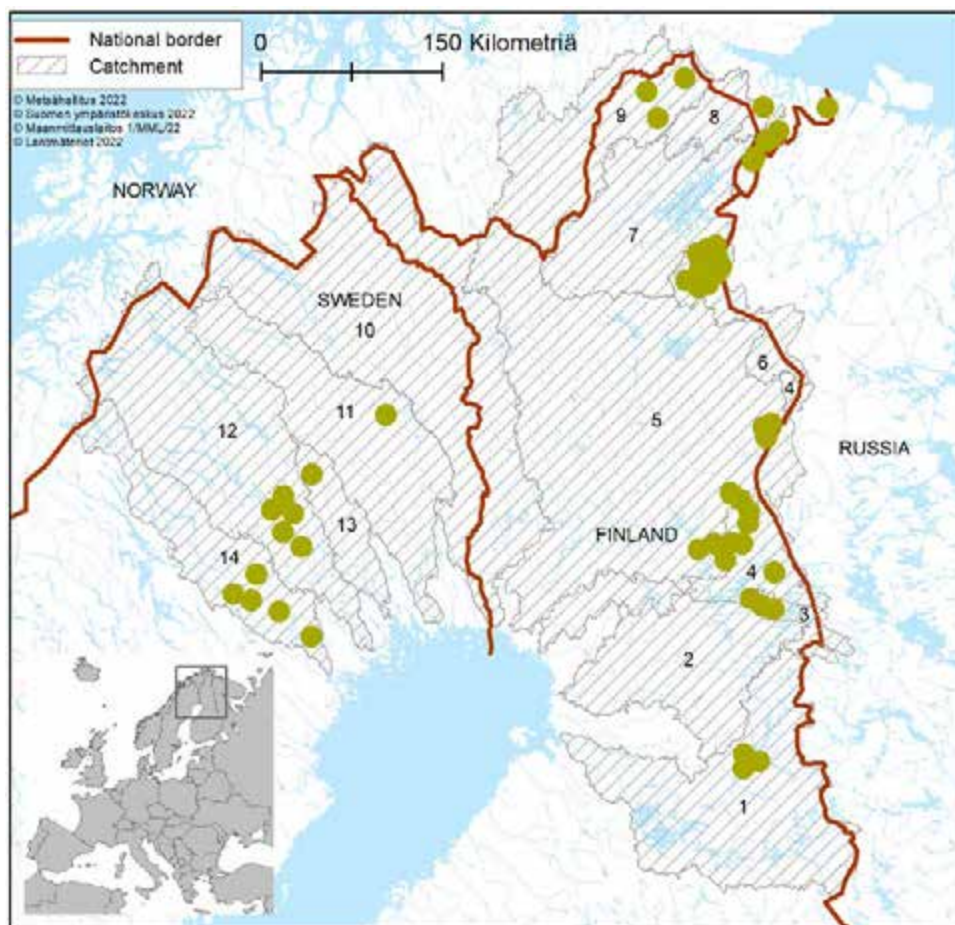 National border
Catchment
0 150 Kilometriä
© Metsähallitus 2022
© Suomen ympäristökeskus 2022
© Maanmittauslaitos 1/MML/22
© Lantmäteriet 2022
NORWAY
9
8
7
SWEDEN
10
6
4
11
5
12
RUSSIA
13
FINLAND
14
4
3
2
1